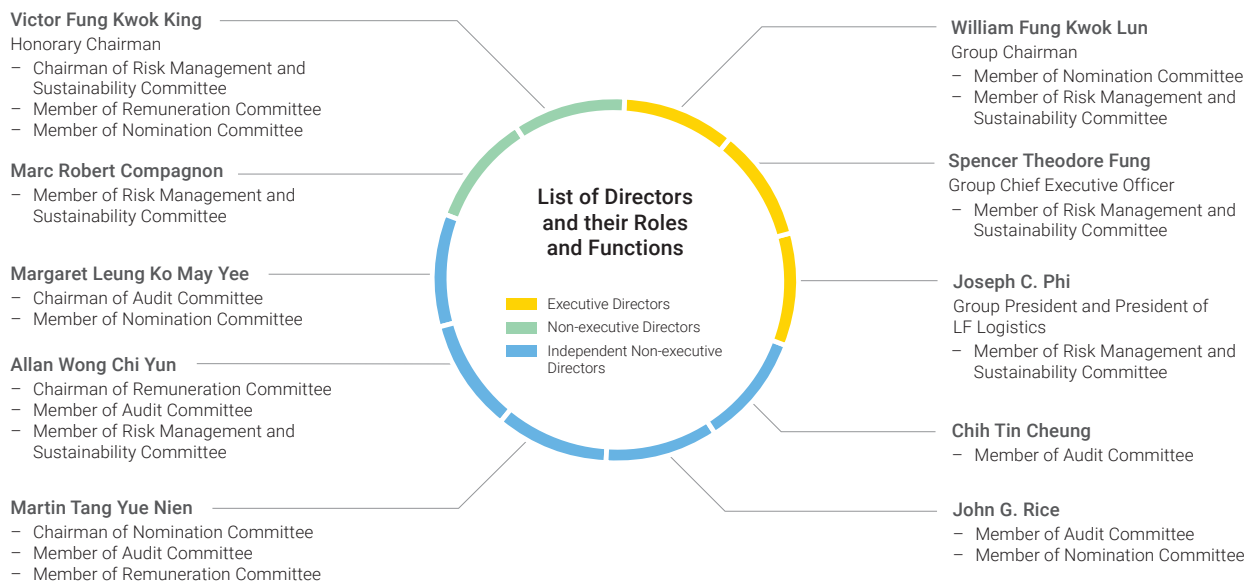 Victor Fung Kwok King
Honorary Chairman
– Chairman of Risk Management and
Sustainability Committee
– Member of Remuneration Committee
– Member of Nomination Committee
Marc Robert Compagnon
– Member of Risk Management and
Sustainability Committee
Margaret Leung Ko May Yee
– Chairman of Audit Committee
– Member of Nomination Committee
Allan Wong Chi Yun
– Chairman of Remuneration Committee
– Member of Audit Committee
– Member of Risk Management and
Sustainability Committee
Martin Tang Yue Nien
– Chairman of Nomination Committee
– Member of Audit Committee
– Member of Remuneration Committee
List of Directors
and their Roles
and Functions
Executive Directors
Non-executive Directors
Independent Non-executive
Directors
William Fung Kwok Lun
Group Chairman
– Member of Nomination Committee
– Member of Risk Management and
Sustainability Committee
Spencer Theodore Fung
Group Chief Executive Officer
– Member of Risk Management and
Sustainability Committee
Joseph C. Phi
Group President and President of
LF Logistics
– Member of Risk Management and
Sustainability Committee
Chih Tin Cheung
– Member of Audit Committee
John G. Rice
– Member of Audit Committee
– Member of Nomination Committee